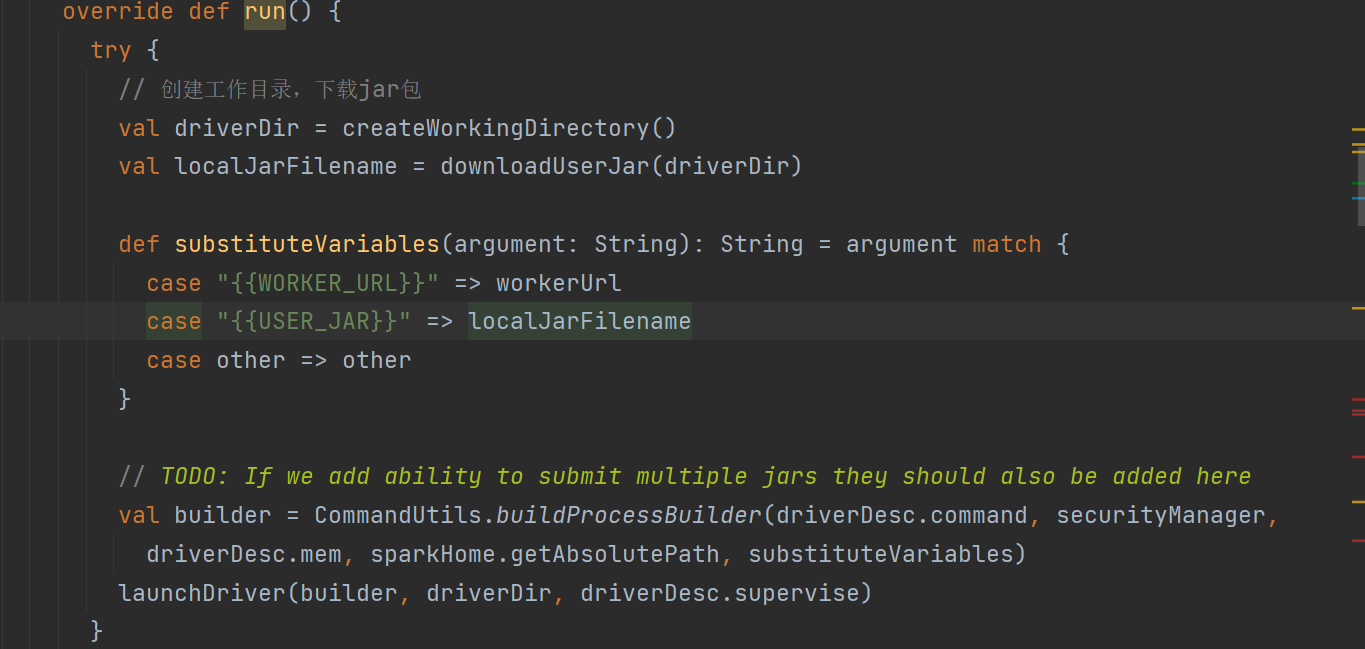 override def run() {
try {
// 创建工作目录，下载jar包
val driverDir = createWorkingDirectory()
val localJarFilename = downloadUserJar(driverDir)
def substituteVariables(argument: String): String = argument match {
case "{{WORKER_URL}}" => workerUrl
case "{{USER_JAR}}" => localJarFilename
case other => other
}
// TODO: If we add ability to submit multiple jars they should also be added here
val builder = CommandUtils.buildProcessBuilder(driverDesc.command, securityManager,
driverDesc.mem, sparkHome.getAbsolutePath, substituteVariables)
launchDriver(builder, driverDir, driverDesc.supervise)
}